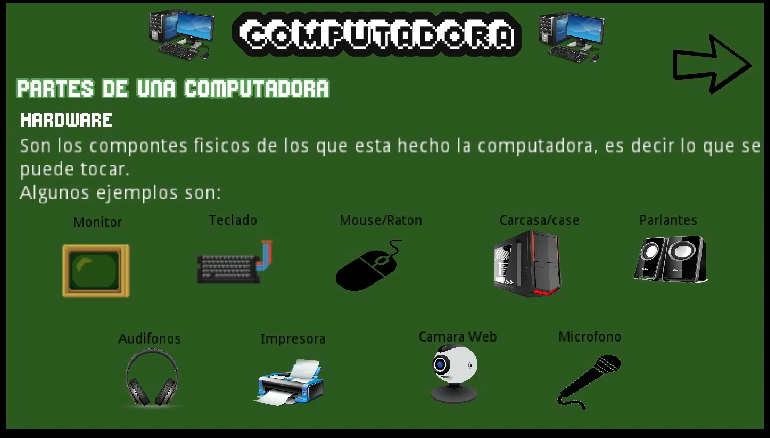 COMPUTADORA
PARTES DE UNA COMPUTADORA
HARDWARE
Son los compontes fisicos de los que esta hecho la computadora, es decir lo que se
puede tocar.
Algunos ejemplos son:
Monitor Teclado Mouse/Raton Carcasa/case Parlantes
Audifonos Impresora Camara Web Microfono